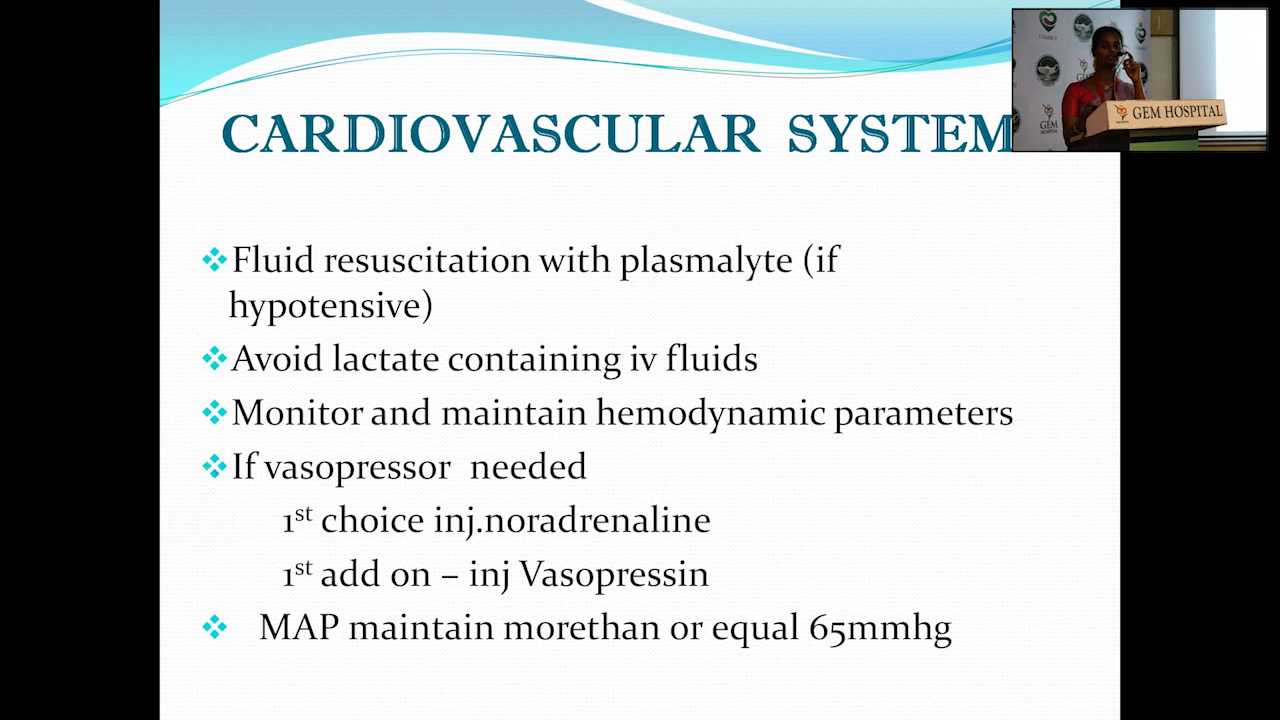 CARDIOVASCULAR SYSTEM
❖Fluid resuscitation with plasmalyte (if
hypotensive)
❖Avoid lactate containing iv fluids
❖Monitor and maintain hemodynamic parameters
❖If vasopressor needed
1st choice inj.noradrenaline
1st add on – inj Vasopressin
❖ MAP maintain morethan or equal 65mmhg
GEM HOSPITAL
GEM
HOSPITAL